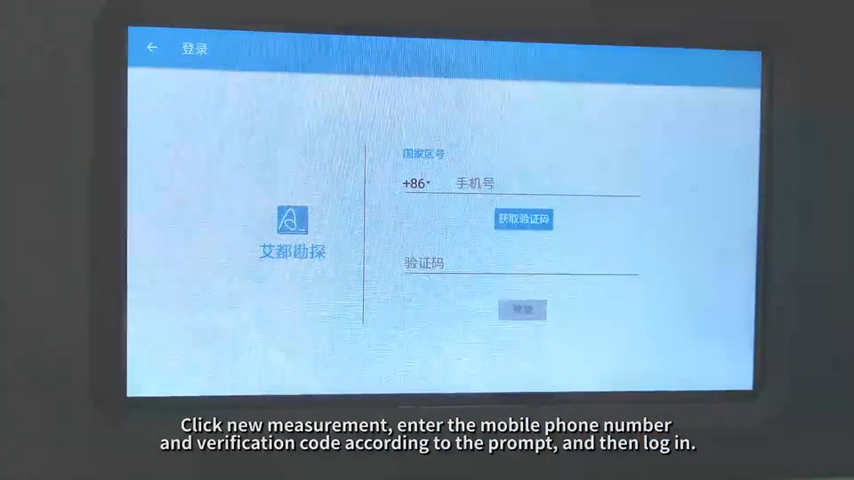 登录
国家区号
+86
手机号
获取验证码
艾都勘探
验证码
登录
Click new measurement, enter the mobile phone number
and verification code according to the prompt, and then log in.